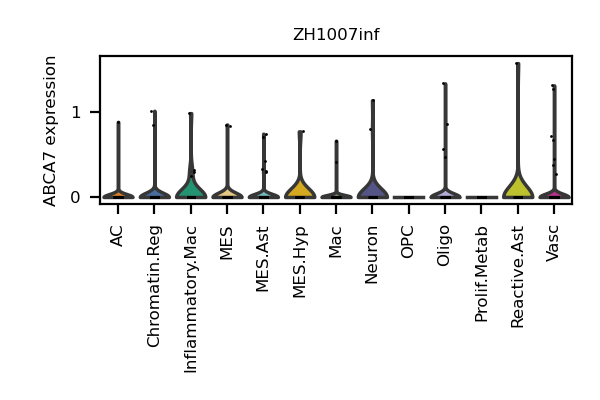 ZH1007inf
ABCA7 expression
1
0
AC
Chromatin.Reg
Inflammatory.Mac
MES
MES.Ast
MES.Hyp
Mac
Neuron
OPC
Oligo
Prolif.Metab
Reactive.Ast
Vasc